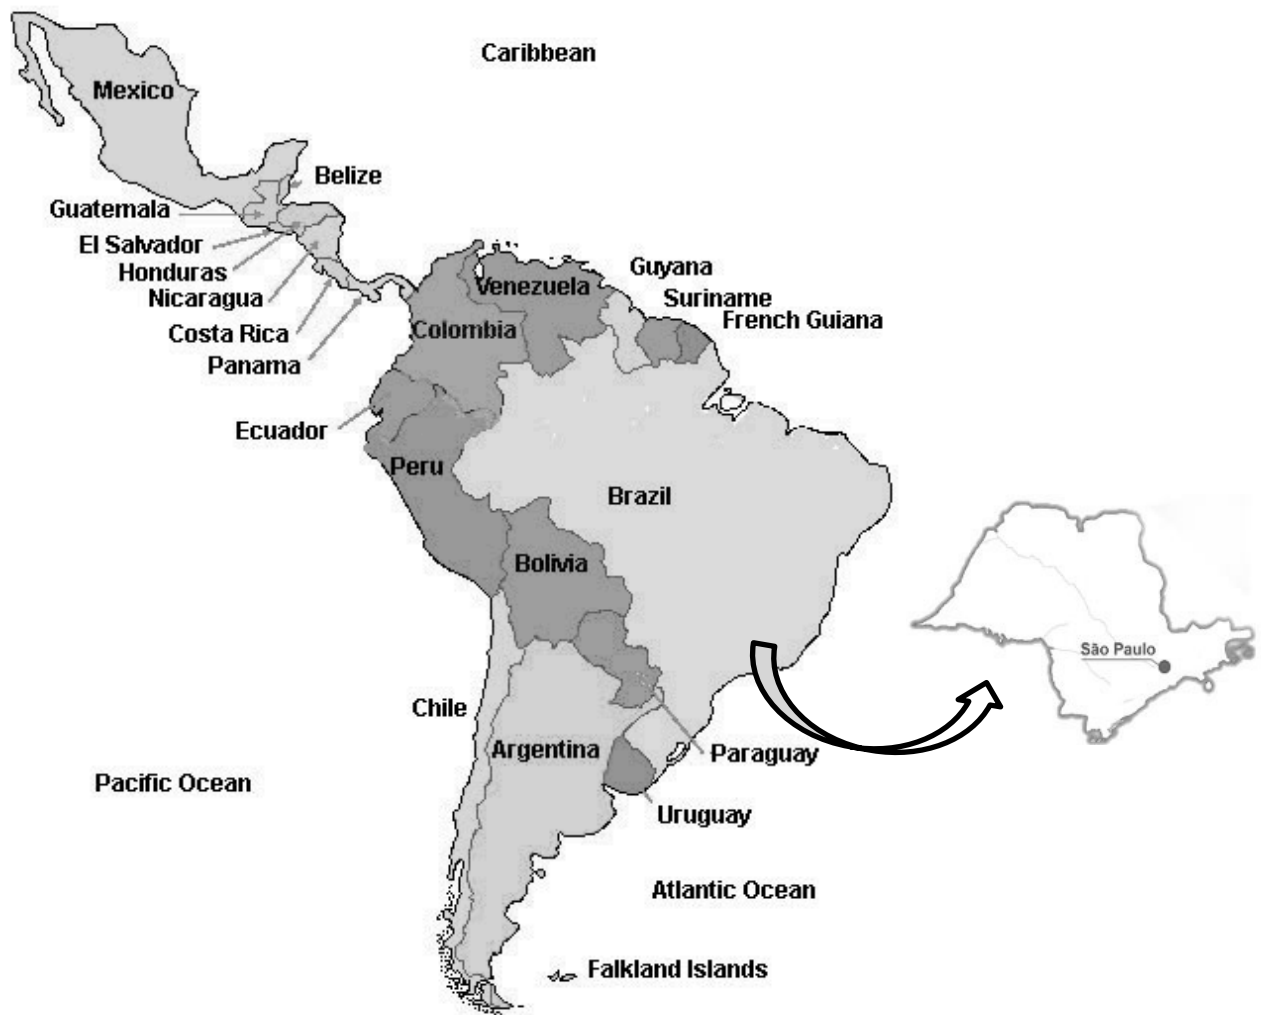 Caribbean
Mexico
Belize
Guatemala
El Salvador
Honduras
Nicaragua
Costa Rica
Panama
Guyana
Venezuela
Suriname
French Guiana
Colombia
Ecuador
Peru
Brazil
Bolivia
São Paulo
Chile
Argentina
Paraguay
Pacific Ocean
Uruguay
Atlantic Ocean
Falkland Islands